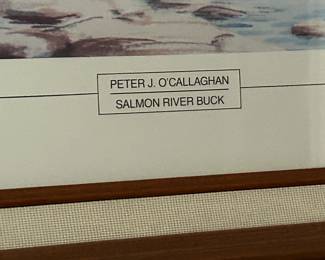 PETER J. O'CALLAGHAN
SALMON RIVER BUCK